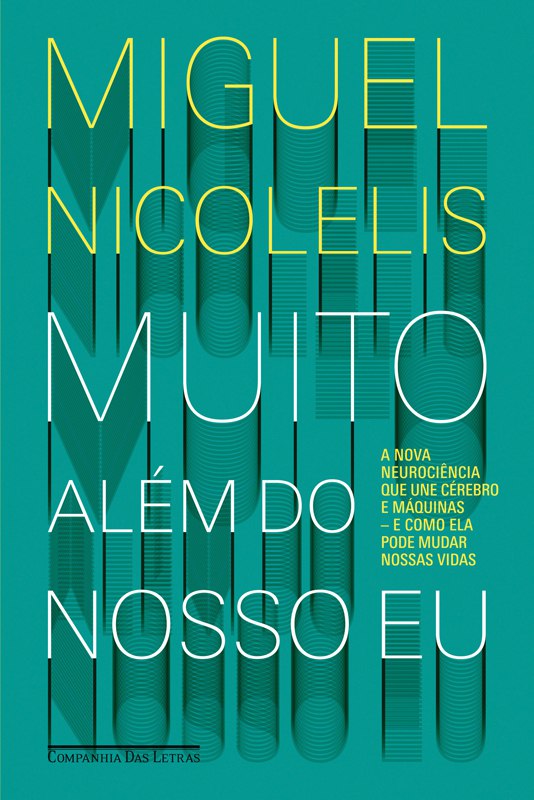 MIGUEL
NICOLELIS
MUITO
ALÉM DO
NOSSO EU
A NOVA
NEUROCIÊNCIA
QUE UNE CÉREBRO
E MÁQUINAS
– E COMO ELA
PODE MUDAR
NOSSAS VIDAS
COMPANHIA DAS LETRAS